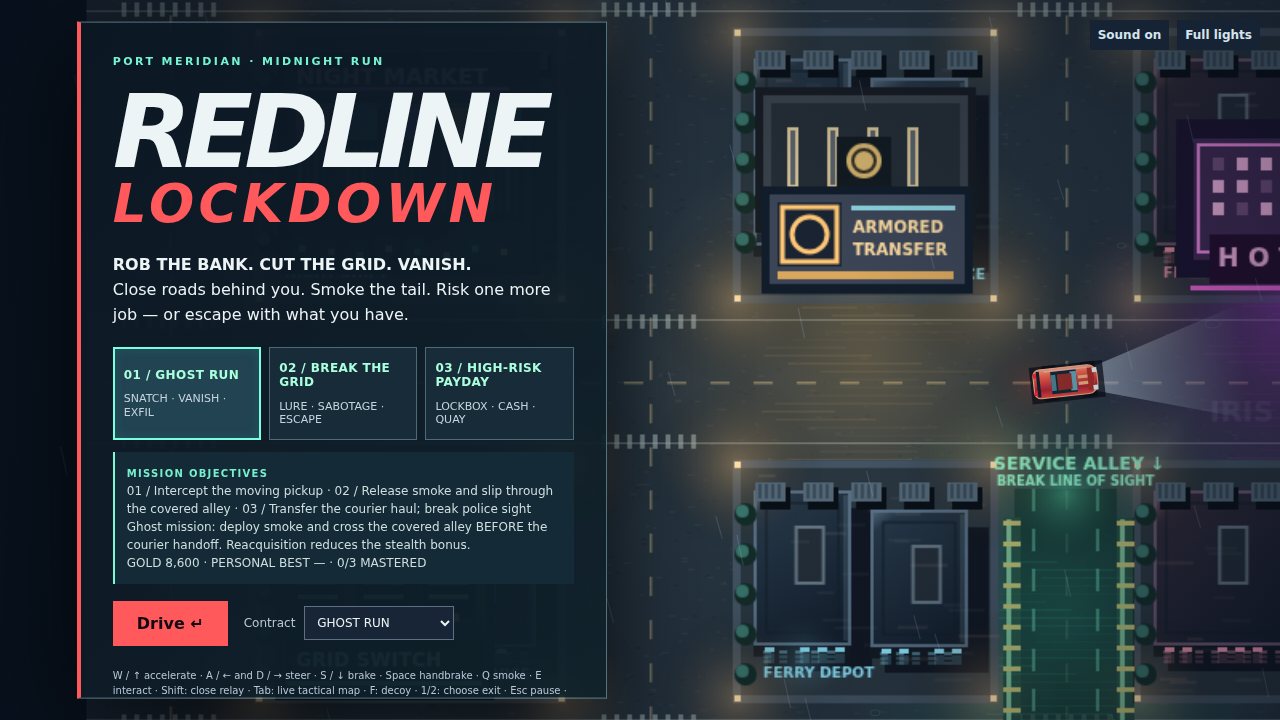 PORT MERIDIAN · MIDNIGHT RUN
REDLINE
LOCKDOWN
ROB THE BANK. CUT THE GRID. VANISH.
Close roads behind you. Smoke the tail. Risk one more
job — or escape with what you have.
01 / GHOST RUN
SNATCH · VANISH ·
EXFIL
02 / BREAK THE
GRID
LURE · SABOTAGE ·
ESCAPE
03 / HIGH-RISK
PAYDAY
LOCKBOX · CASH ·
QUAY
MISSION OBJECTIVES
01 / Intercept the moving pickup · 02 / Release smoke and slip through
the covered alley · 03 / Transfer the courier haul; break police sight
Ghost mission: deploy smoke and cross the covered alley BEFORE the
courier handoff. Reacquisition reduces the stealth bonus.
GOLD 8,600 · PERSONAL BEST — · 0/3 MASTERED
Drive ↵
Contract
GHOST RUN
W / ↑ accelerate · A / ← and D / → steer · S / ↓ brake · Space handbrake · Q smoke · E
interact · Shift: close relay · Tab: live tactical map · F: decoy · 1/2: choose exit · Esc pause ·
NIGHT MARKET
GRID SWITCH
Sound on
Full lights
ARMORED
TRANSFER
HO
IRIS
SERVICE ALLEY ↓
BREAK LINE OF SIGHT
FERRY DEPOT